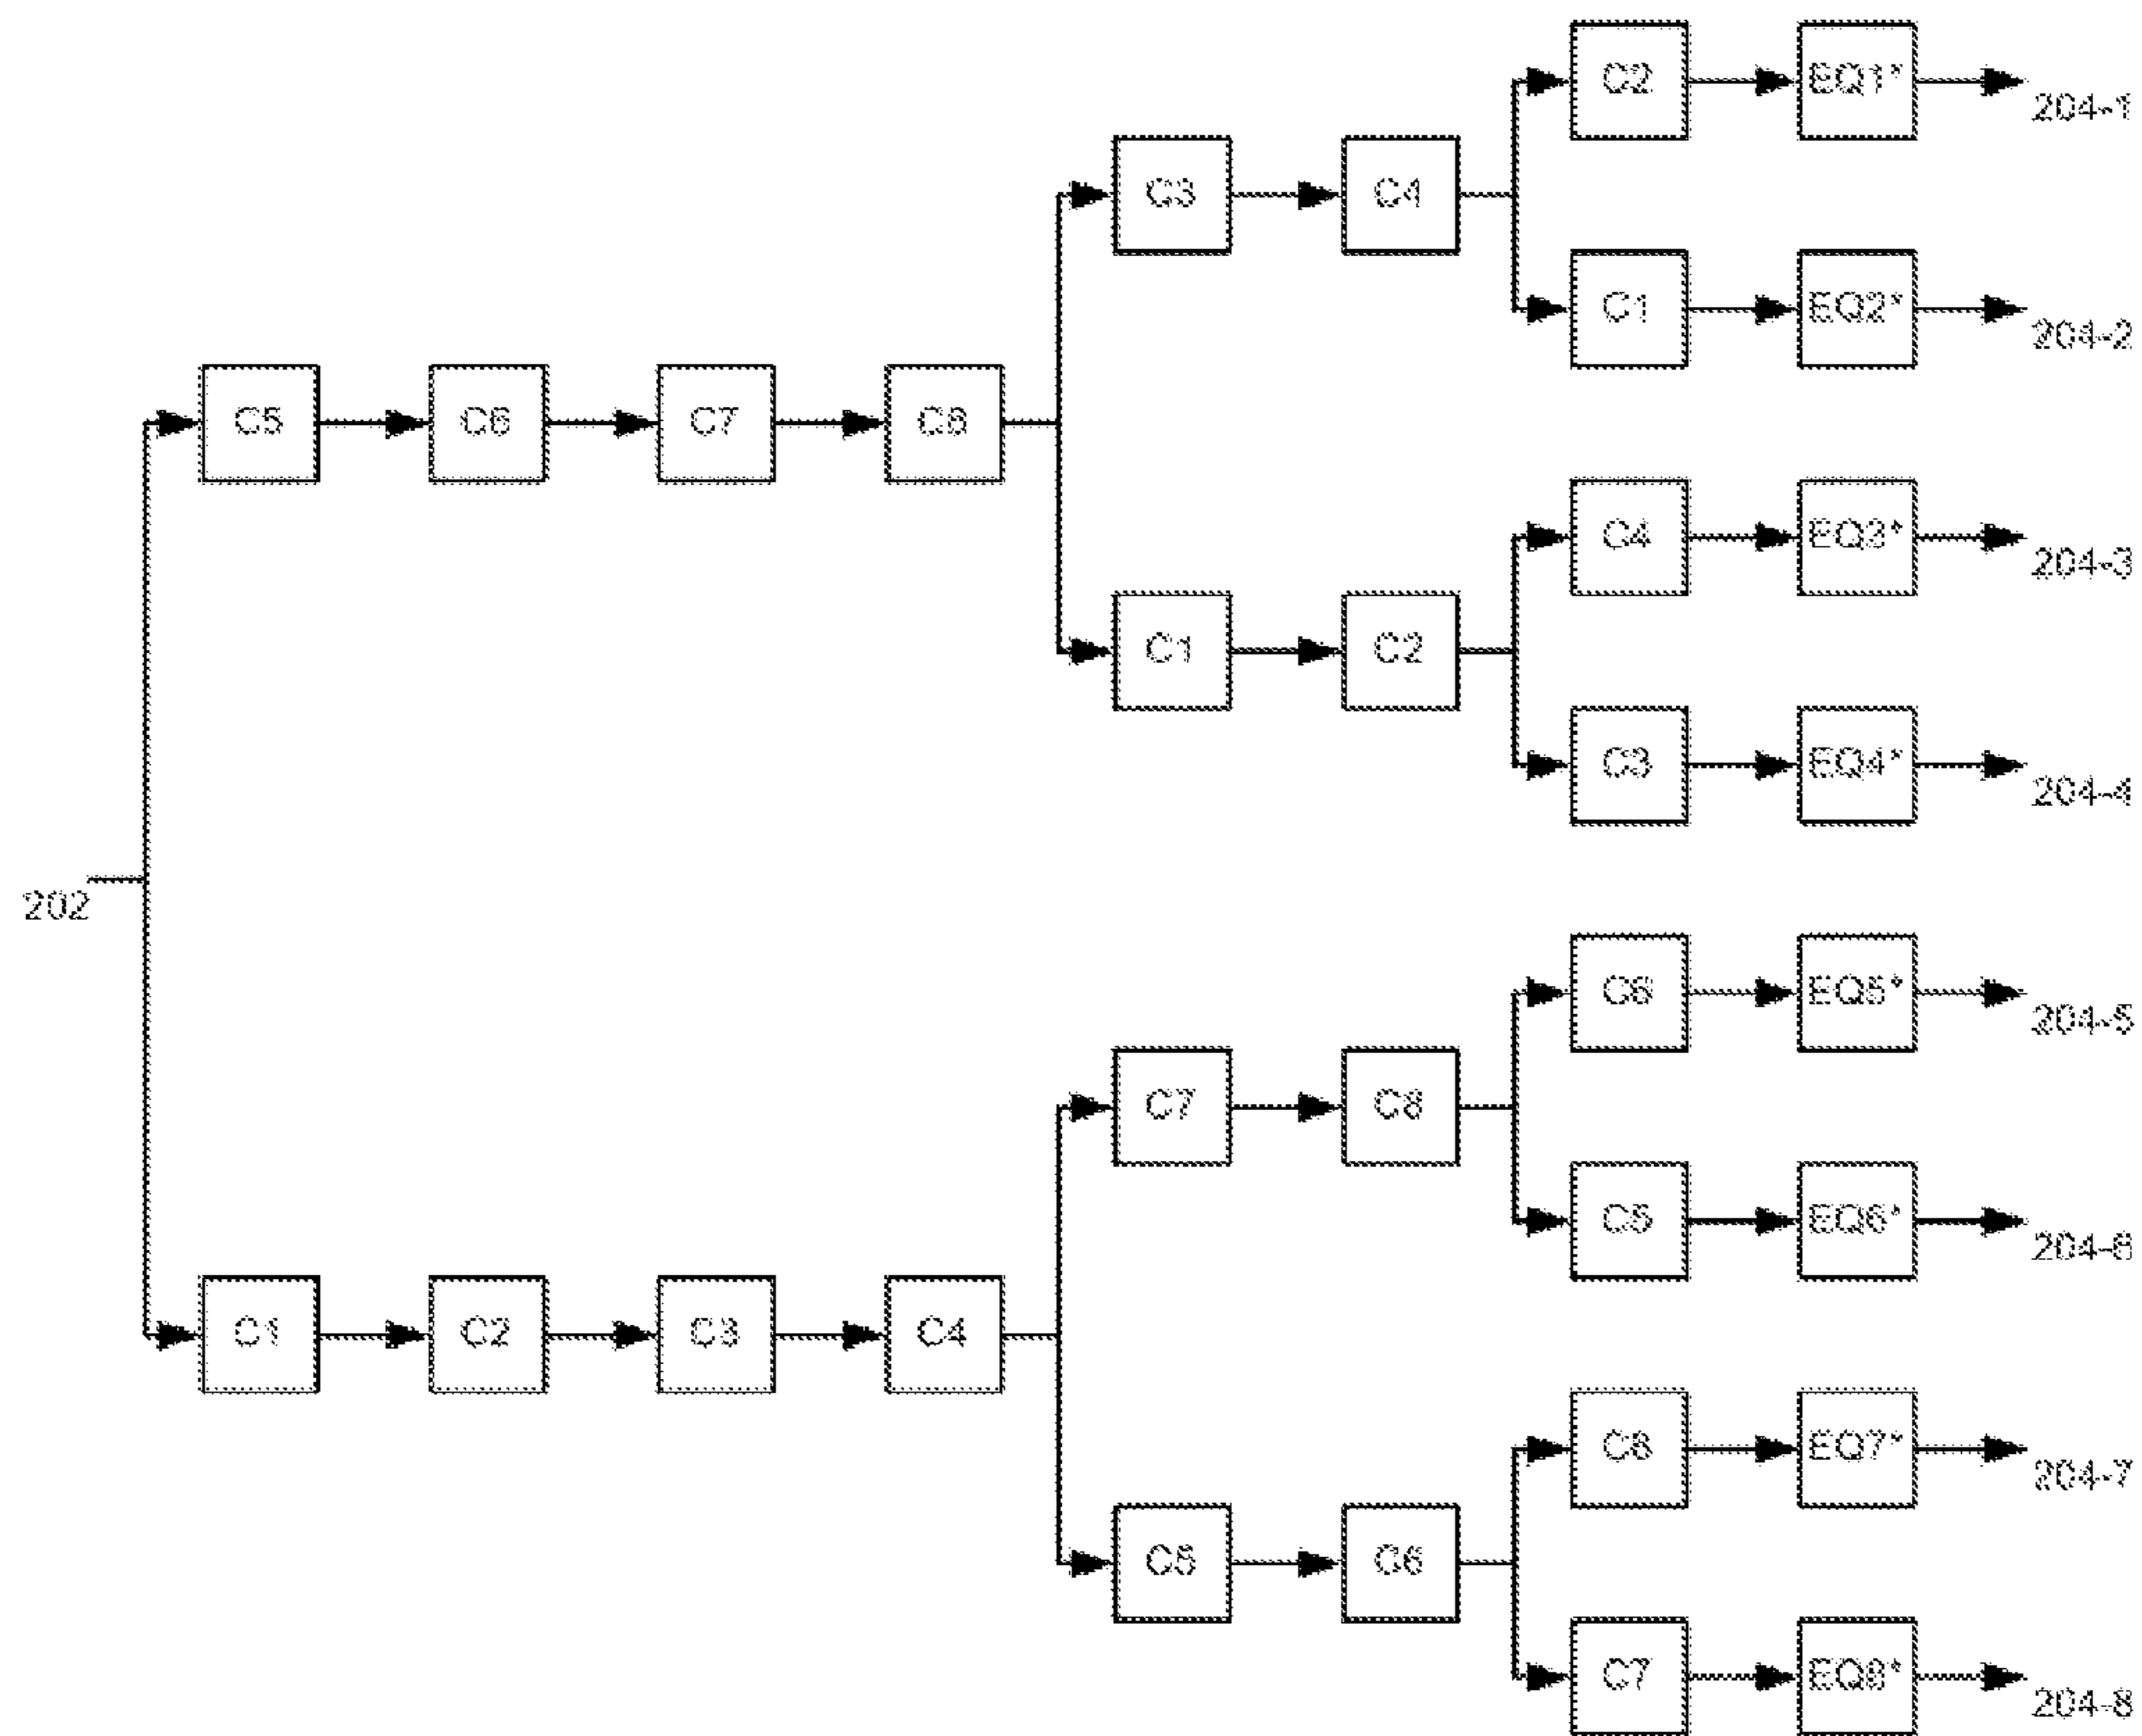 C2 EQ1* 204-1
C3 C4
C1 EQ2* 204-2
C5 C6 C7 C8
C4 EQ3* 204-3
C1 C2
C3 EQ4* 204-4
202
C6 EQ5* 204-5
C7 C8
C5 EQ6* 204-6
C1 C2 C3 C4
C8 EQ7* 204-7
C5 C6
C7 EQ8* 204-8